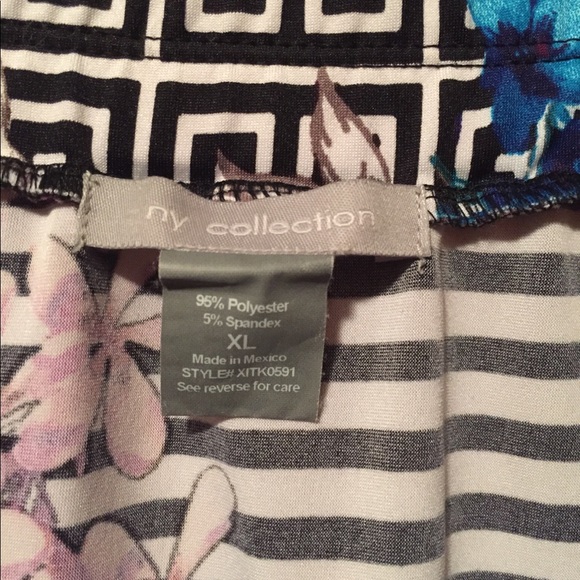 ny collection
95% Polyester
5% Spandex
XL
Made in Mexico
STYLE# XITK0591
See reverse for care